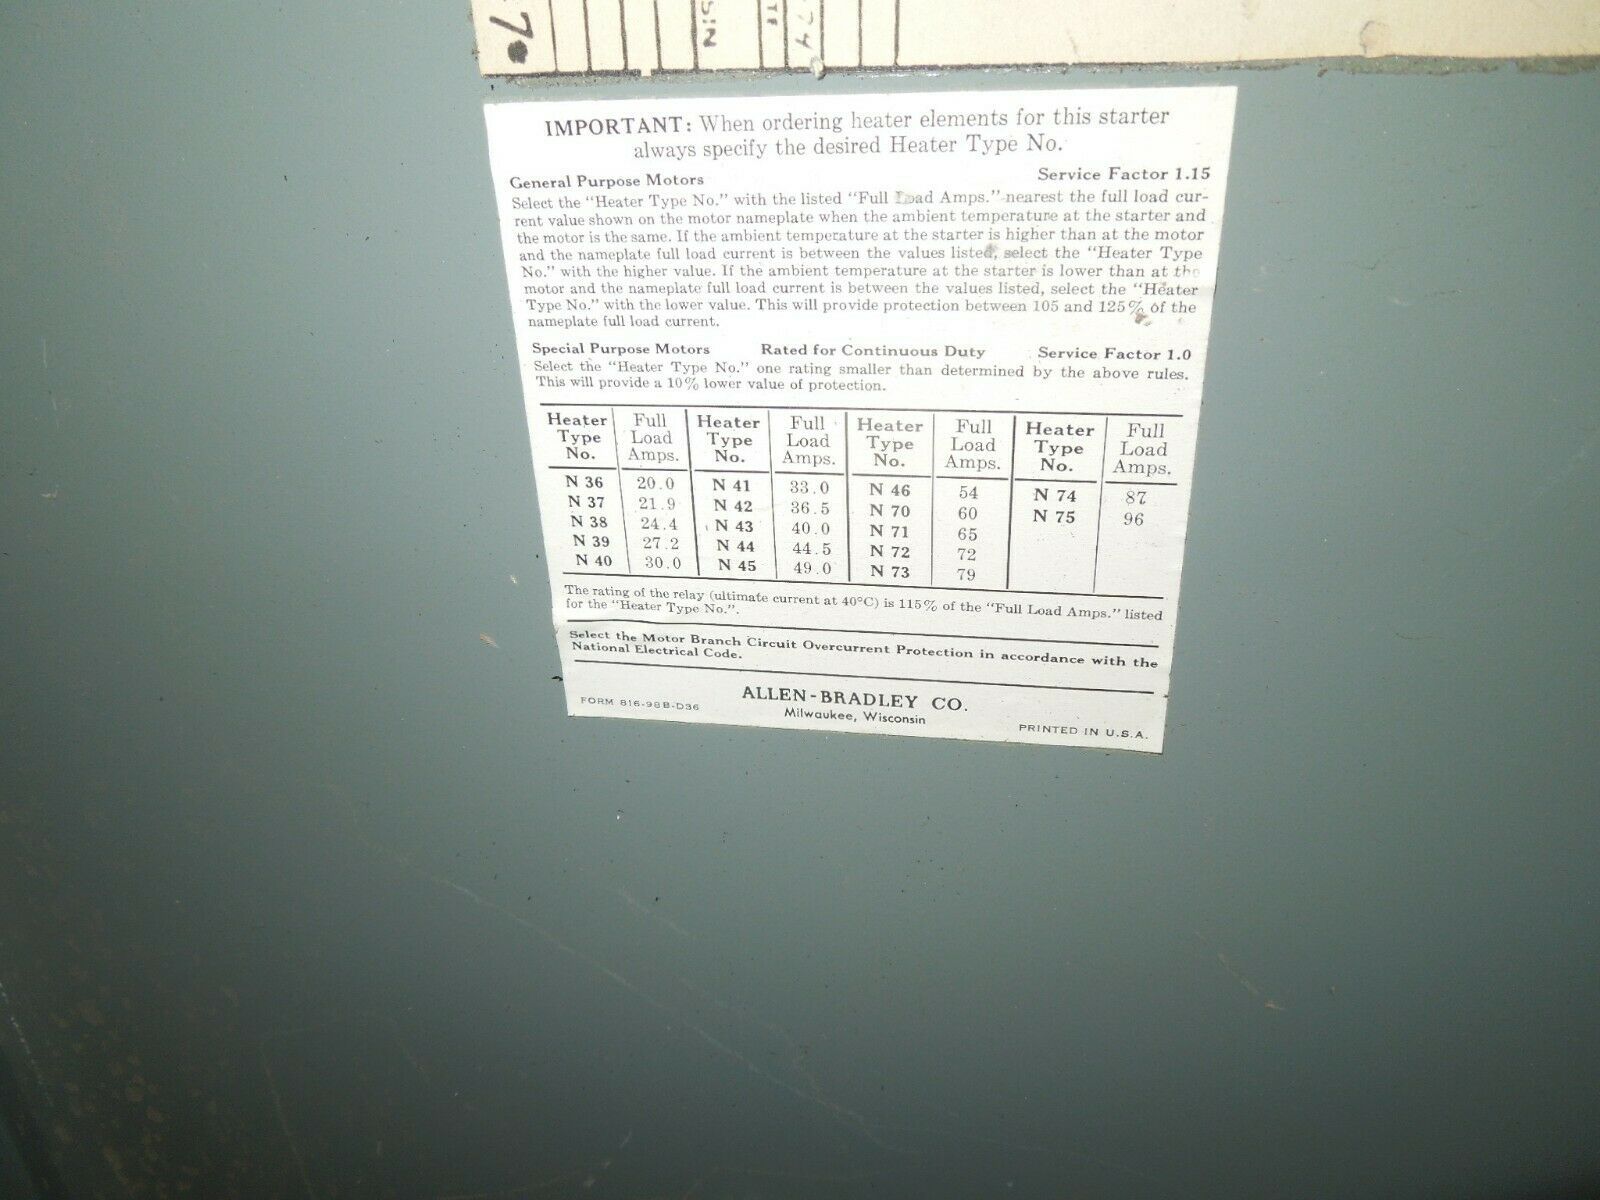 7.
SIN
74
IMPORTANT: When ordering heater elements for this starter
always specify the desired Heater Type No.
General Purpose Motors Service Factor 1.15
Select the "Heater Type No." with the listed "Full Load Amps." nearest the full load cur-
rent value shown on the motor nameplate when the ambient temperature at the starter and
the motor is the same. If the ambient temperature at the starter is higher than at the motor
and the nameplate full load current is between the values listed, select the "Heater Type
No." with the higher value. If the ambient temperature at the starter is lower than at the
motor and the nameplate full load current is between the values listed, select the "Heater
Type No." with the lower value. This will provide protection between 105 and 125% of the
nameplate full load current.
Special Purpose Motors Rated for Continuous Duty Service Factor 1.0
Select the "Heater Type No." one rating smaller than determined by the above rules.
This will provide a 10% lower value of protection.
Heater Full Heater Full Heater Full Heater Full
Type Load Type Load Type Load Type Load
No. Amps. No. Amps. No. Amps. No. Amps.
N 36 20.0 N 41 33.0 N 46 54 N 74 87
N 37 21.9 N 42 36.5 N 70 60 N 75 96
N 38 24.4 N 43 40.0 N 71 65
N 39 27.2 N 44 44.5 N 72 72
N 40 30.0 N 45 49.0 N 73 79
The rating of the relay (ultimate current at 40°C) is 115% of the "Full Load Amps." listed
for the "Heater Type No.".
Select the Motor Branch Circuit Overcurrent Protection in accordance with the
National Electrical Code.
ALLEN-BRADLEY CO.
Milwaukee, Wisconsin
FORM 816-98B-D36 PRINTED IN U.S.A.